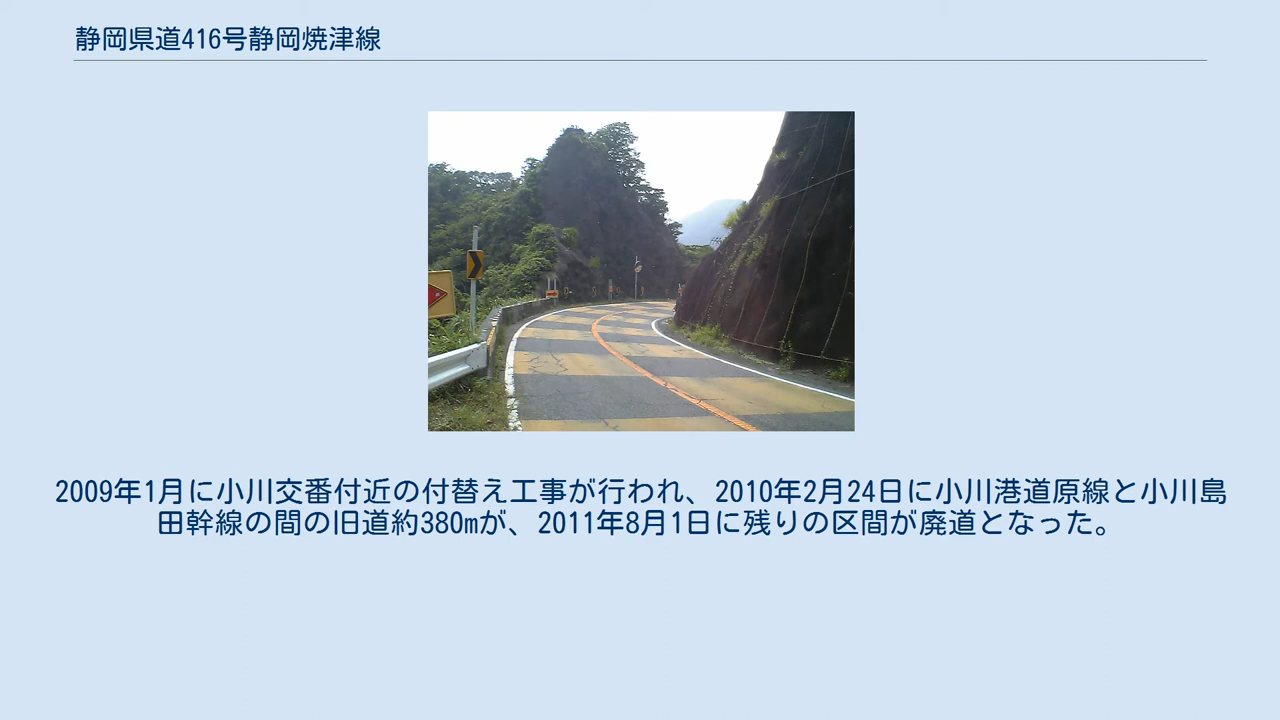 静岡県道416号静岡焼津線
2009年1月に小川交番付近の付替え工事が行われ、2010年2月24日に小川港道原線と小川島
田幹線の間の旧道約380mが、2011年8月1日に残りの区間が廃道となった。